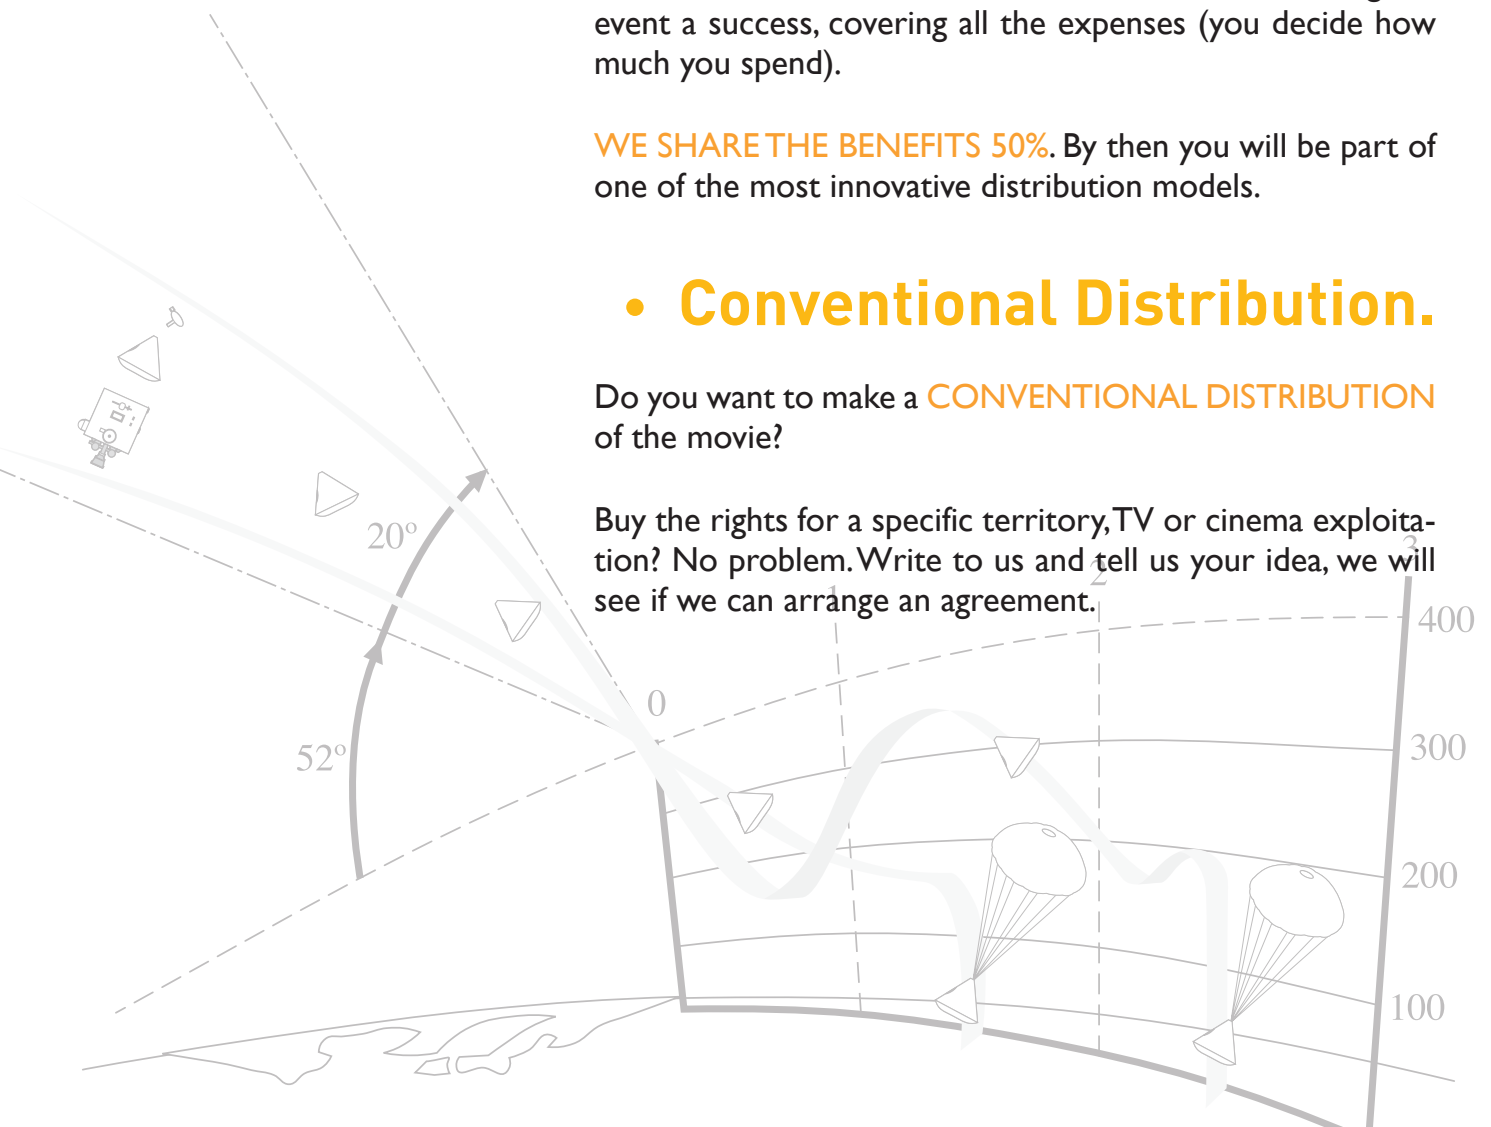 event a success, covering all the expenses (you decide how
much you spend).
WE SHARE THE BENEFITS 50%. By then you will be part of
one of the most innovative distribution models.
• Conventional Distribution.
Do you want to make a CONVENTIONAL DISTRIBUTION
of the movie?
Buy the rights for a specific territory, TV or cinema exploita-
tion? No problem. Write to us and tell us your idea, we will
see if we can arrange an agreement.
20º
52º
0
1
2
3
400
300
200
100